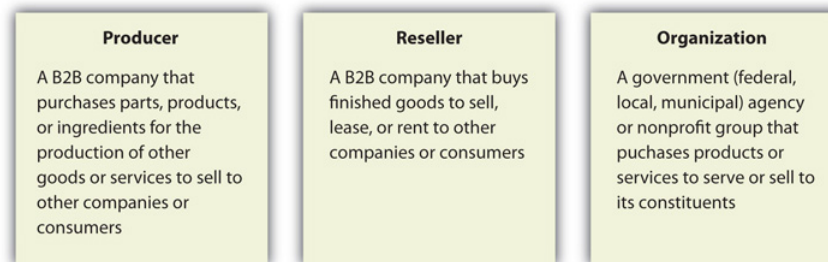 Producer
A B2B company that
purchases parts, products,
or ingredients for the
production of other
goods or services to sell to
other companies or
consumers
Reseller
A B2B company that buys
finished goods to sell,
lease, or rent to other
companies or consumers
Organization
A government (federal,
local, municipal) agency
or nonprofit group that
puchases products or
services to serve or sell to
its constituents